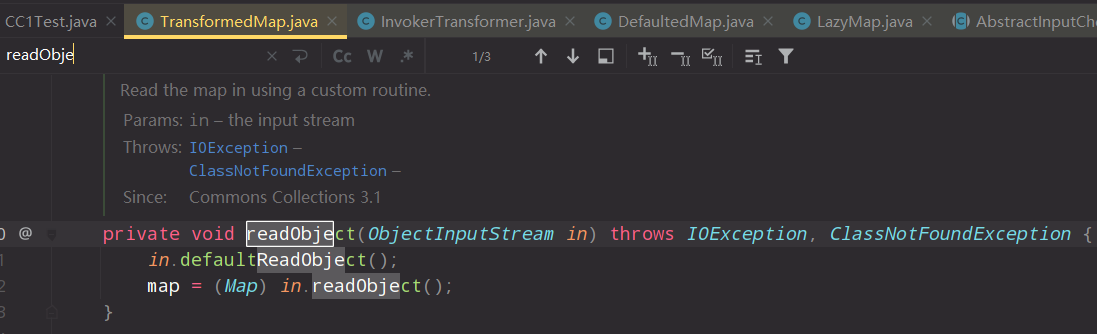 CC1Test.java × TransformedMap.java × InvokerTransformer.java × DefaultedMap.java × LazyMap.java × AbstractInputChe
readObje × Cc W .* 1/3
Read the map in using a custom routine.
Params: in – the input stream
Throws: IOException –
ClassNotFoundException –
Since: Commons Collections 3.1
0 @ private void readObject(ObjectInputStream in) throws IOException, ClassNotFoundException {
1 in.defaultReadObject();
2 map = (Map) in.readObject();
3 }